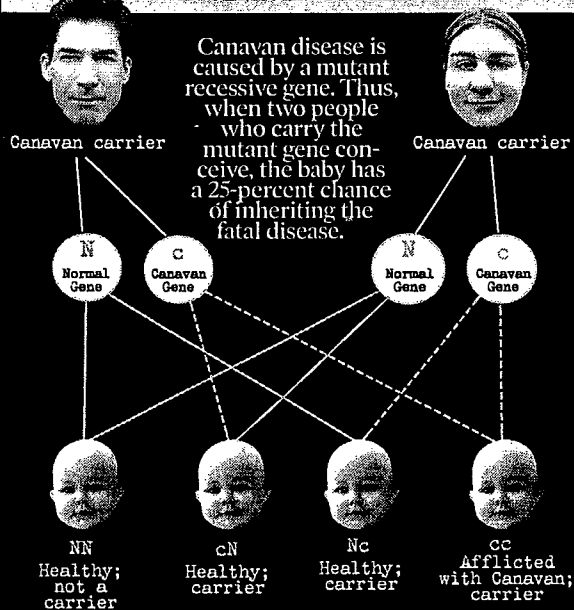 Canavan disease is
caused by a mutant
recessive gene. Thus,
when two people
who carry the
mutant gene con-
ceive, the baby has
a 25-percent chance
of inheriting the
fatal disease.
Canavan carrier
Canavan carrier
N
Normal
Gene
c
Canavan
Gene
N
Normal
Gene
c
Canavan
Gene
NN
Healthy;
not a
carrier
cN
Healthy;
carrier
Nc
Healthy;
carrier
cc
Afflicted
with Canavan;
carrier